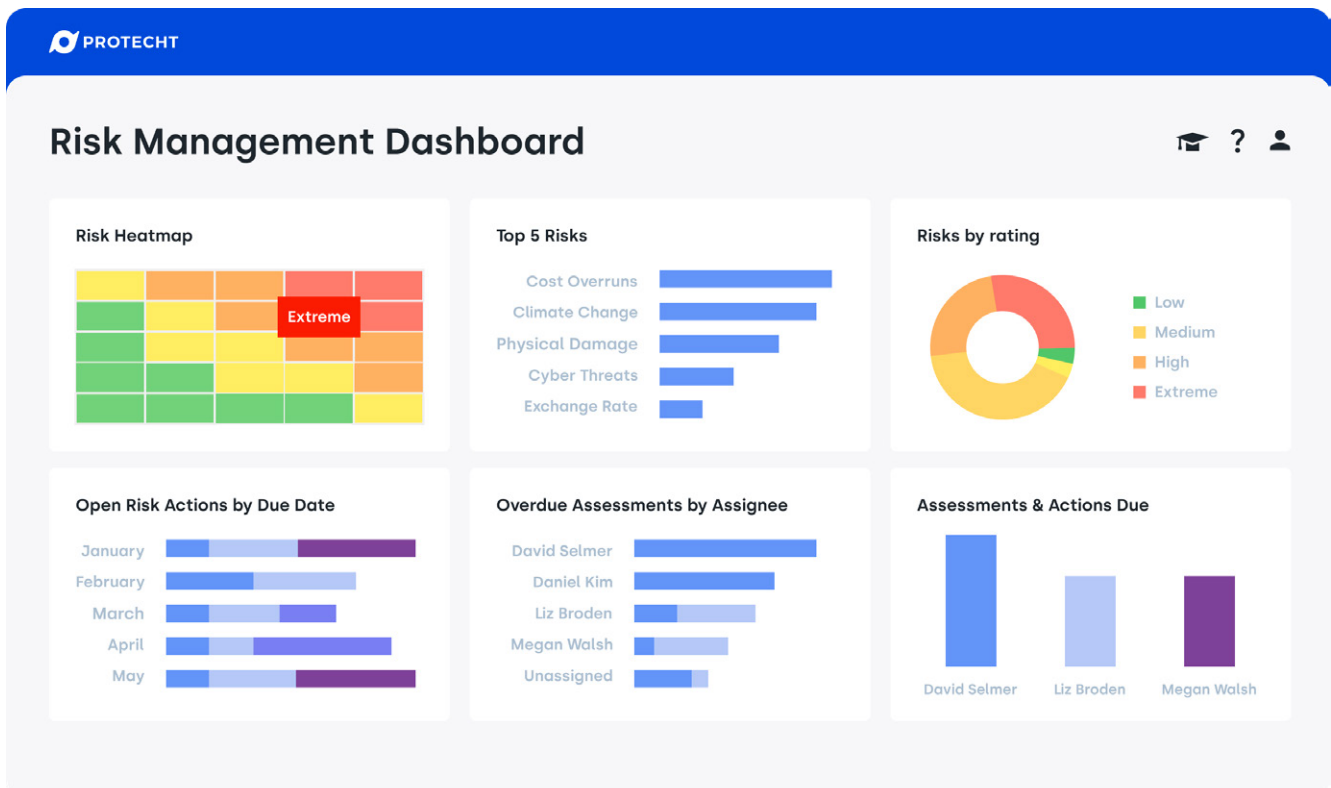 PROTECHT
Risk Management Dashboard
?
Risk Heatmap
Extreme
Top 5 Risks
Cost Overruns
Climate Change
Physical Damage
Cyber Threats
Exchange Rate
Risks by rating
Low
Medium
High
Extreme
Open Risk Actions by Due Date
January
February
March
April
May
Overdue Assessments by Assignee
David Selmer
Daniel Kim
Liz Broden
Megan Walsh
Unassigned
Assessments & Actions Due
David Selmer
Liz Broden
Megan Walsh